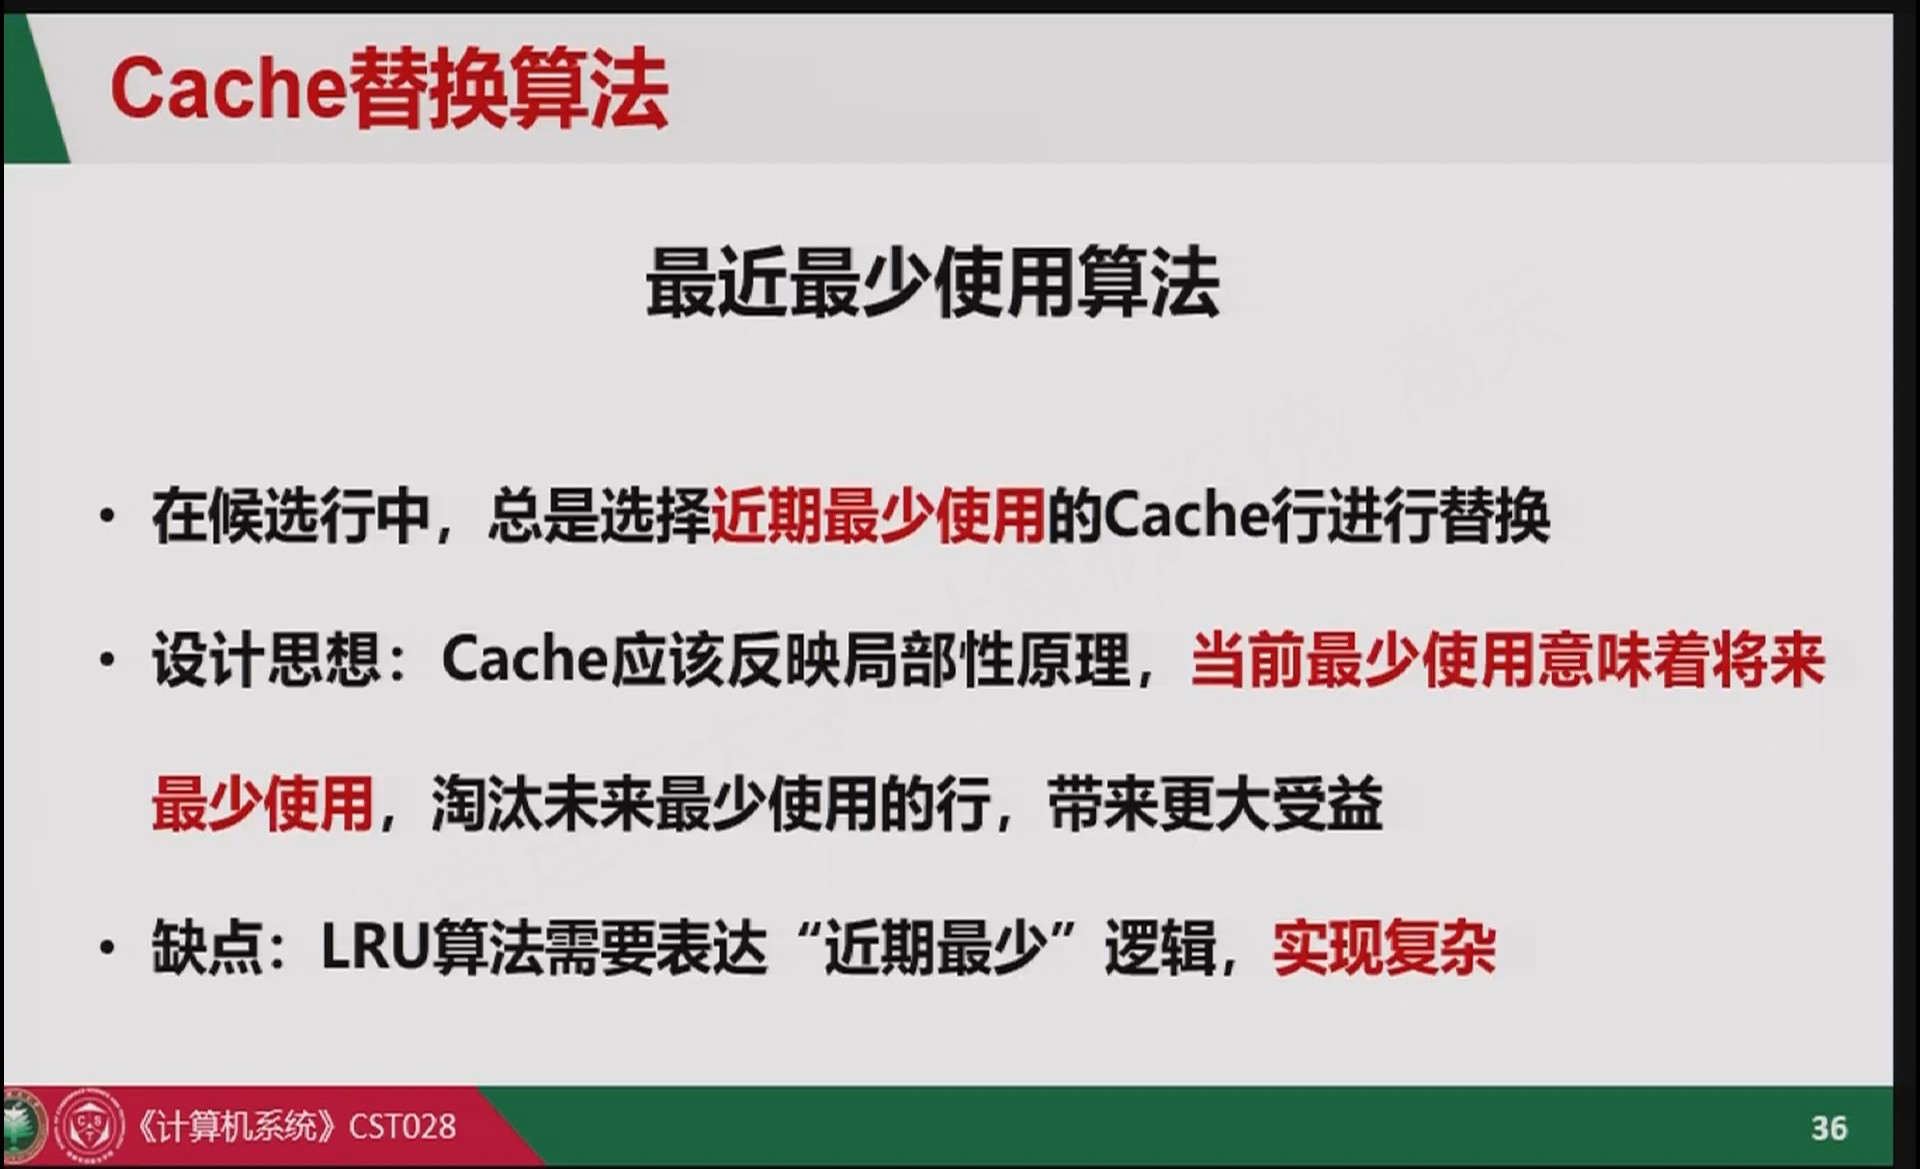 Cache替换算法
最近最少使用算法
• 在候选行中，总是选择近期最少使用的Cache行进行替换
• 设计思想：Cache应该反映局部性原理，当前最少使用意味着将来
最少使用，淘汰未来最少使用的行，带来更大受益
• 缺点：LRU算法需要表达“近期最少”逻辑，实现复杂
《计算机系统》CST028
36